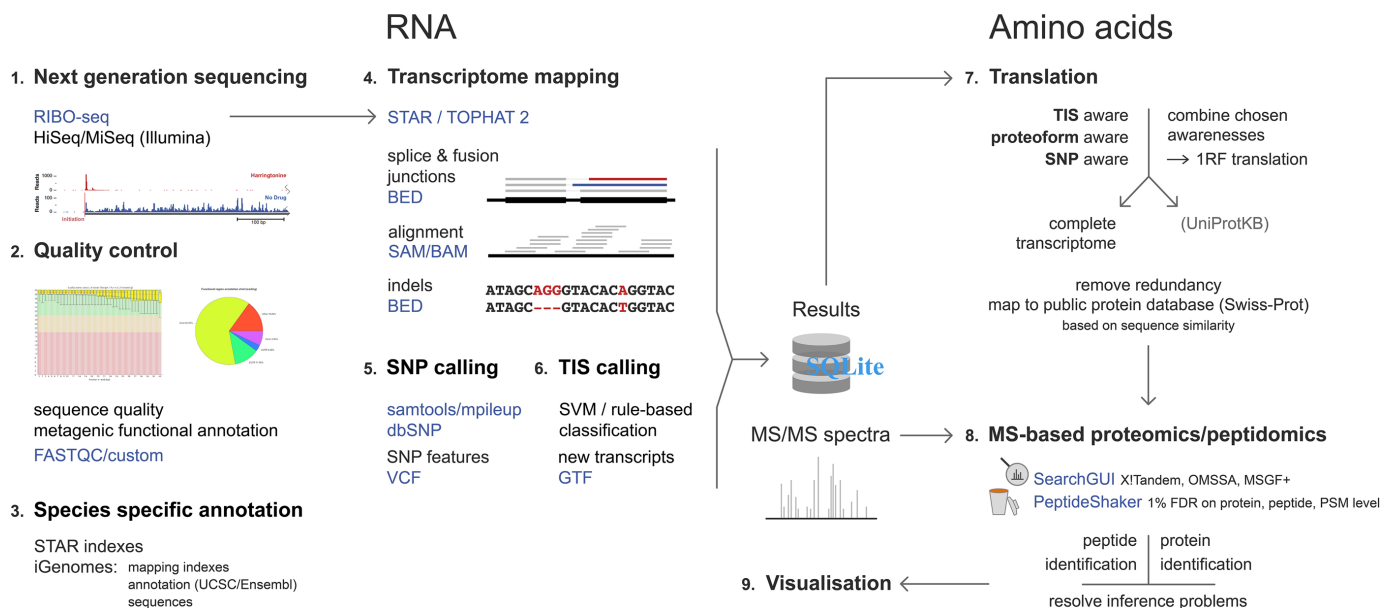 RNA
Amino acids
1. Next generation sequencing
RIBO-seq
HiSeq/MiSeq (Illumina)
Reads
1000
0
Harringtonine
Reads
100
0
No Drug
Initiation
100 bp
2. Quality control
sequence quality
metagenic functional annotation
FASTQC/custom
3. Species specific annotation
STAR indexes
iGenomes: mapping indexes
annotation (UCSC/Ensembl)
sequences
4. Transcriptome mapping
STAR / TOPHAT 2
splice & fusion
junctions
BED
alignment
SAM/BAM
indels
BED
ATAGCAGGGTACACAGGTAC
ATAGC---GTACACTGGTAC
5. SNP calling
samtools/mpileup
dbSNP
SNP features
VCF
6. TIS calling
SVM / rule-based
classification
new transcripts
GTF
Results
SQLite
MS/MS spectra
7. Translation
TIS aware
proteoform aware
SNP aware
combine chosen
awarenesses
→ 1RF translation
complete
transcriptome
(UniProtKB)
remove redundancy
map to public protein database (Swiss-Prot)
based on sequence similarity
8. MS-based proteomics/peptidomics
SearchGUI X!Tandem, OMSSA, MSGF+
PeptideShaker 1% FDR on protein, peptide, PSM level
peptide
identification
protein
identification
resolve inference problems
9. Visualisation